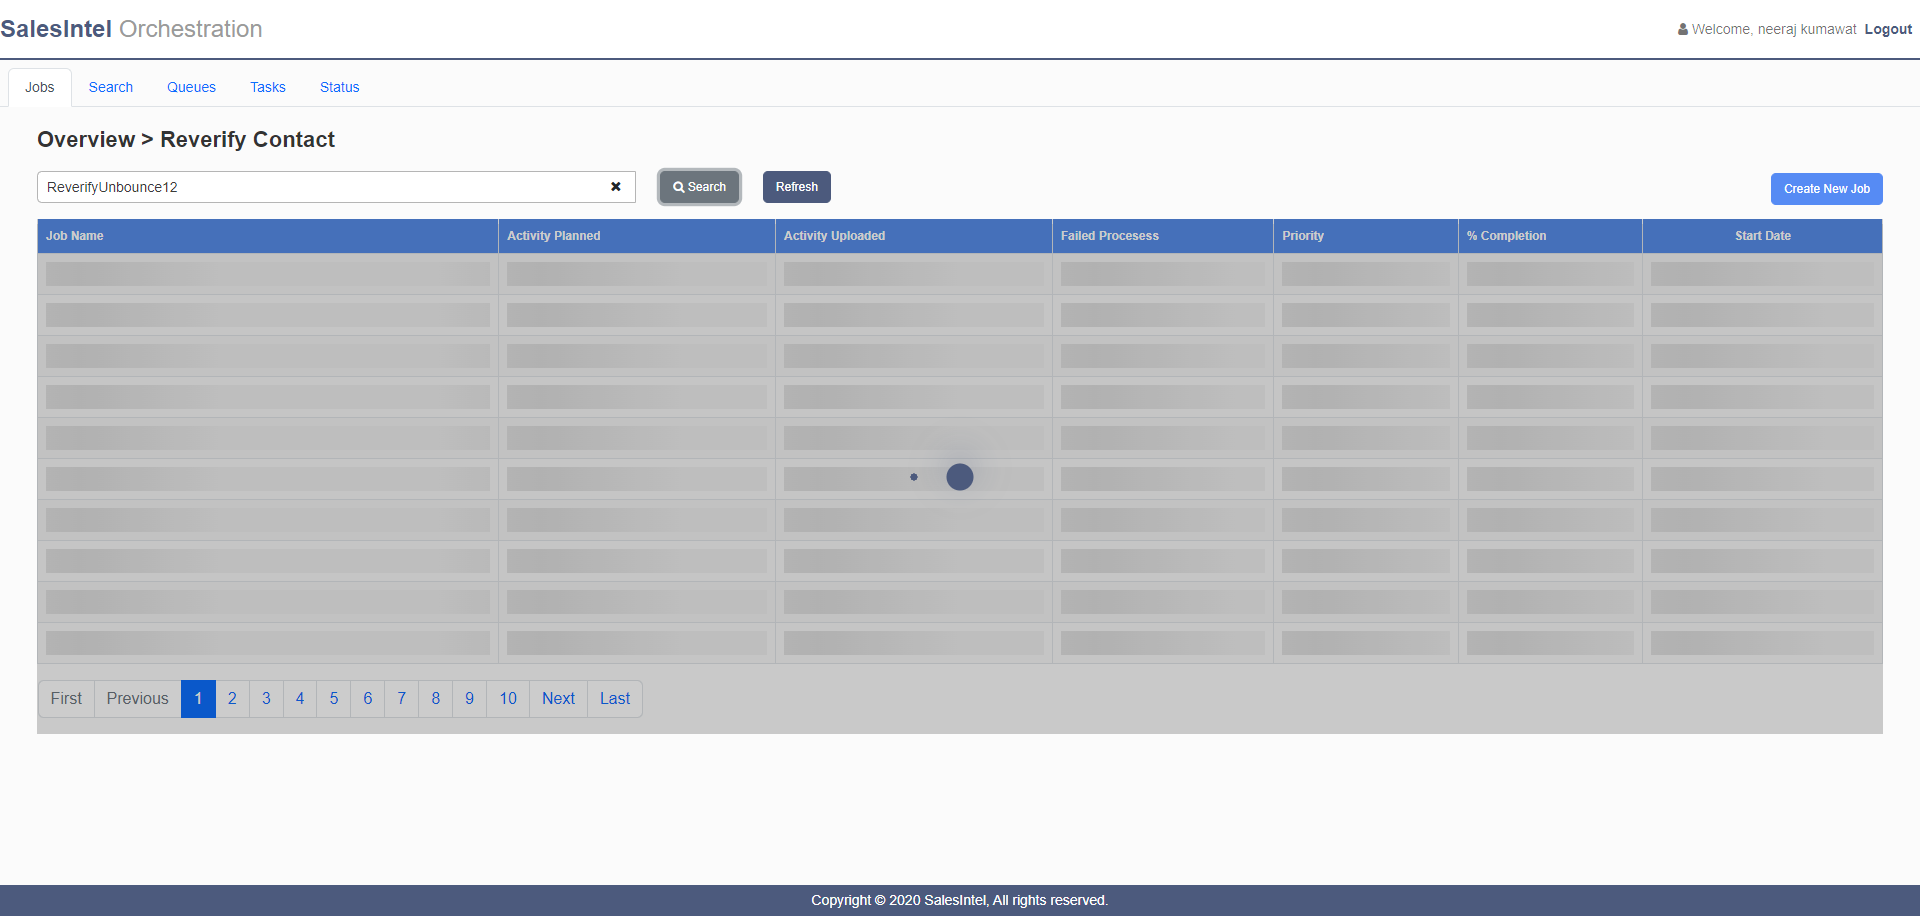 SalesIntel Orchestration
Welcome, neeraj kumawat Logout
Jobs Search Queues Tasks Status
Overview > Reverify Contact
ReverifyUnbounce12 Search Refresh
Create New Job
Job Name Activity Planned Activity Uploaded Failed Procesess Priority % Completion Start Date
First Previous 1 2 3 4 5 6 7 8 9 10 Next Last
Copyright © 2020 SalesIntel, All rights reserved.